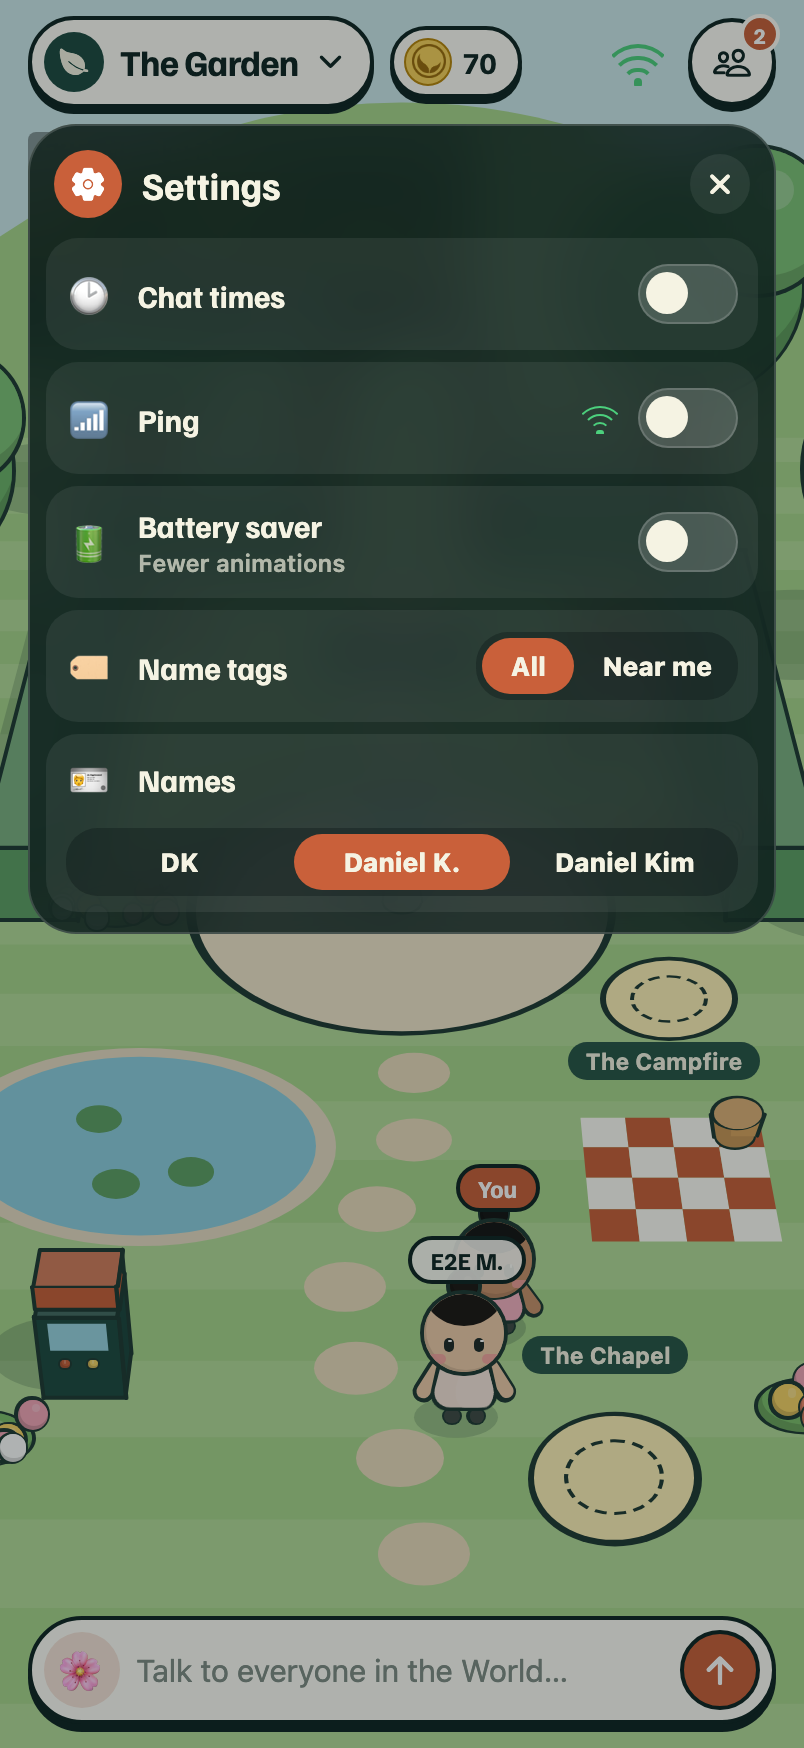 The Garden
70
2
Settings
Chat times
Ping
Battery saver
Fewer animations
Name tags
All
Near me
Names
DK
Daniel K.
Daniel Kim
The Campfire
You
E2E M.
The Chapel
Talk to everyone in the World...